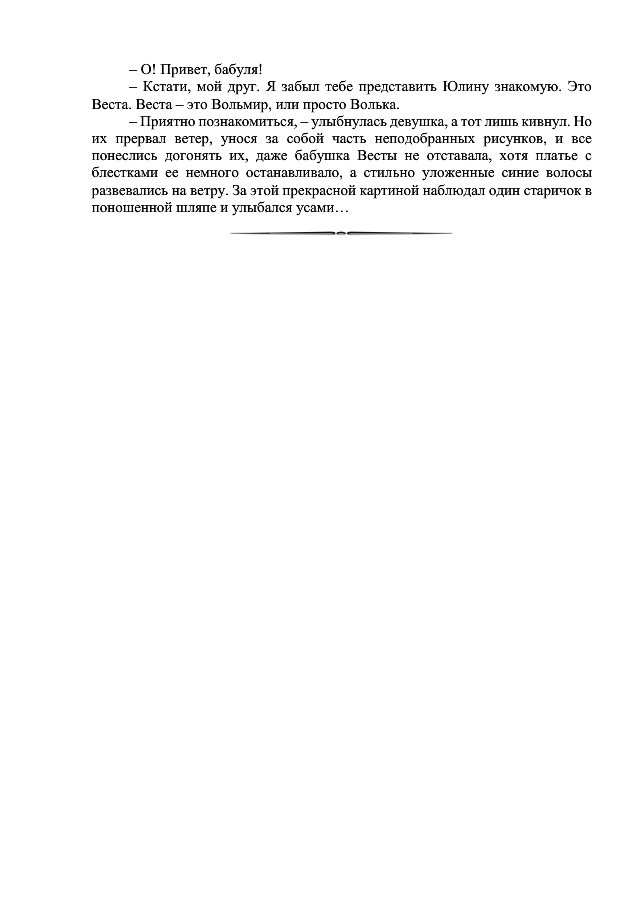 – О! Привет, бабуля!
– Кстати, мой друг. Я забыл тебе представить Юлину знакомую. Это
Веста. Веста – это Вольмир, или просто Волька.
– Приятно познакомиться, – улыбнулась девушка, а тот лишь кивнул. Но
их прервал ветер, унося за собой часть неподобранных рисунков, и все
понеслись догонять их, даже бабушка Весты не отставала, хотя платье с
блестками ее немного останавливало, а стильно уложенные синие волосы
развевались на ветру. За этой прекрасной картиной наблюдал один старичок в
поношенной шляпе и улыбался усами…